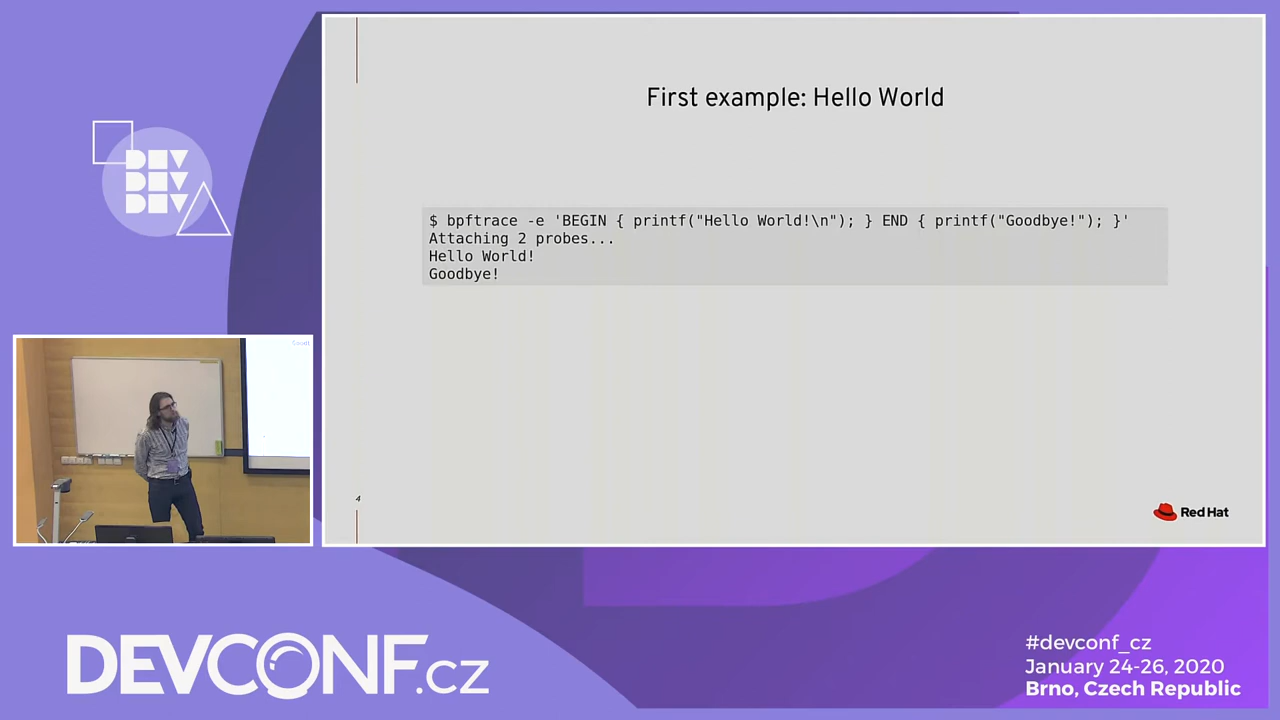 DEV
DEV
DEV
First example: Hello World
$ bpftrace -e 'BEGIN { printf("Hello World!\n"); } END { printf("Goodbye!"); }'
Attaching 2 probes...
Hello World!
Goodbye!
4
Red Hat
DEVCONF.cz
#devconf_cz
January 24-26, 2020
Brno, Czech Republic